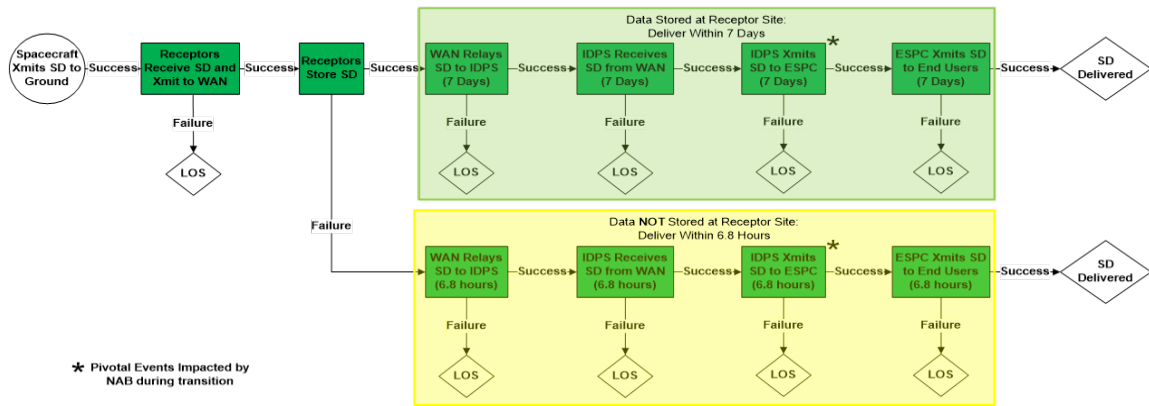 Data Stored at Receptor Site:
Deliver Within 7 Days
*
Spacecraft
Xmits SD to
Ground
Success
Receptors
Receive SD and
Xmit to WAN
Success
Receptors
Store SD
Success
WAN Relays
SD to IDPS
(7 Days)
Success
IDPS Receives
SD from WAN
(7 Days)
Success
IDPS Xmits
SD to ESPC
(7 Days)
Success
ESPC Xmits SD
to End Users
(7 Days)
Success
SD
Delivered
Failure
LOS
Failure
LOS
Failure
LOS
Failure
LOS
Failure
LOS
Failure
Data NOT Stored at Receptor Site:
Deliver Within 6.8 Hours
*
WAN Relays
SD to IDPS
(6.8 hours)
Success
IDPS Receives
SD from WAN
(6.8 hours)
Success
IDPS Xmits
SD to ESPC
(6.8 hours)
Success
ESPC Xmits SD
to End Users
(6.8 hours)
Success
SD
Delivered
Failure
LOS
Failure
LOS
Failure
LOS
Failure
LOS
* Pivotal Events Impacted by
NAB during transition